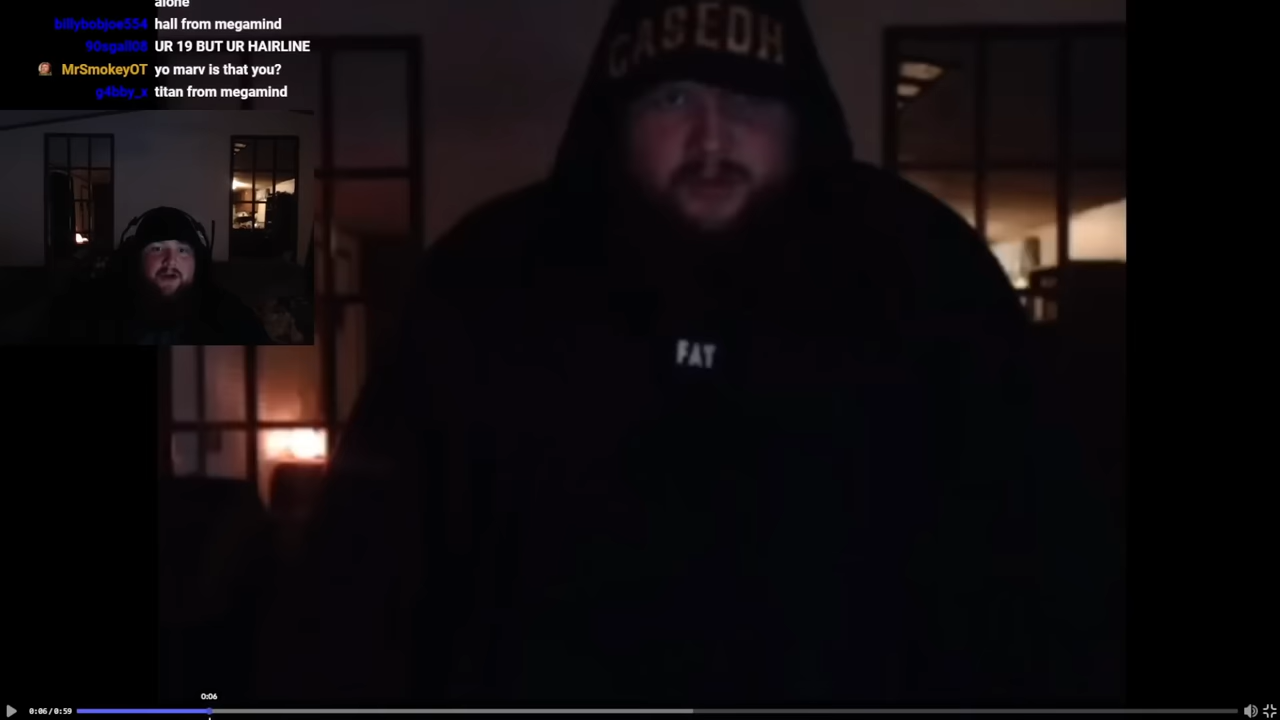 alone
billybobjoe554 hall from megamind
90sgall08 UR 19 BUT UR HAIRLINE
MrSmokeyOT yo marv is that you?
g4bby_x titan from megamind
CASEOH
FAT
0:06
0:06 / 0:59